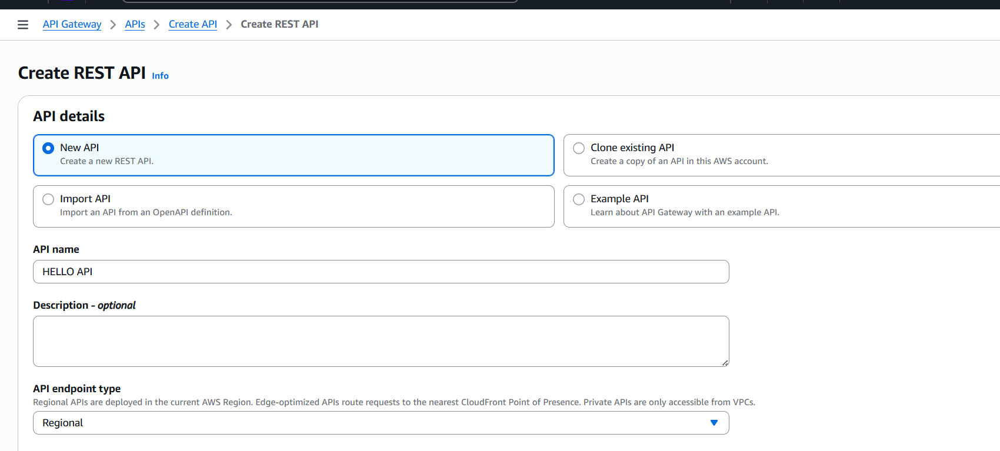 API Gateway > APIs > Create API > Create REST API
Create REST API Info
API details
New API
Create a new REST API.
Clone existing API
Create a copy of an API in this AWS account.
Import API
Import an API from an OpenAPI definition.
Example API
Learn about API Gateway with an example API.
API name
HELLO API
Description - optional
API endpoint type
Regional APIs are deployed in the current AWS Region. Edge-optimized APIs route requests to the nearest CloudFront Point of Presence. Private APIs are only accessible from VPCs.
Regional